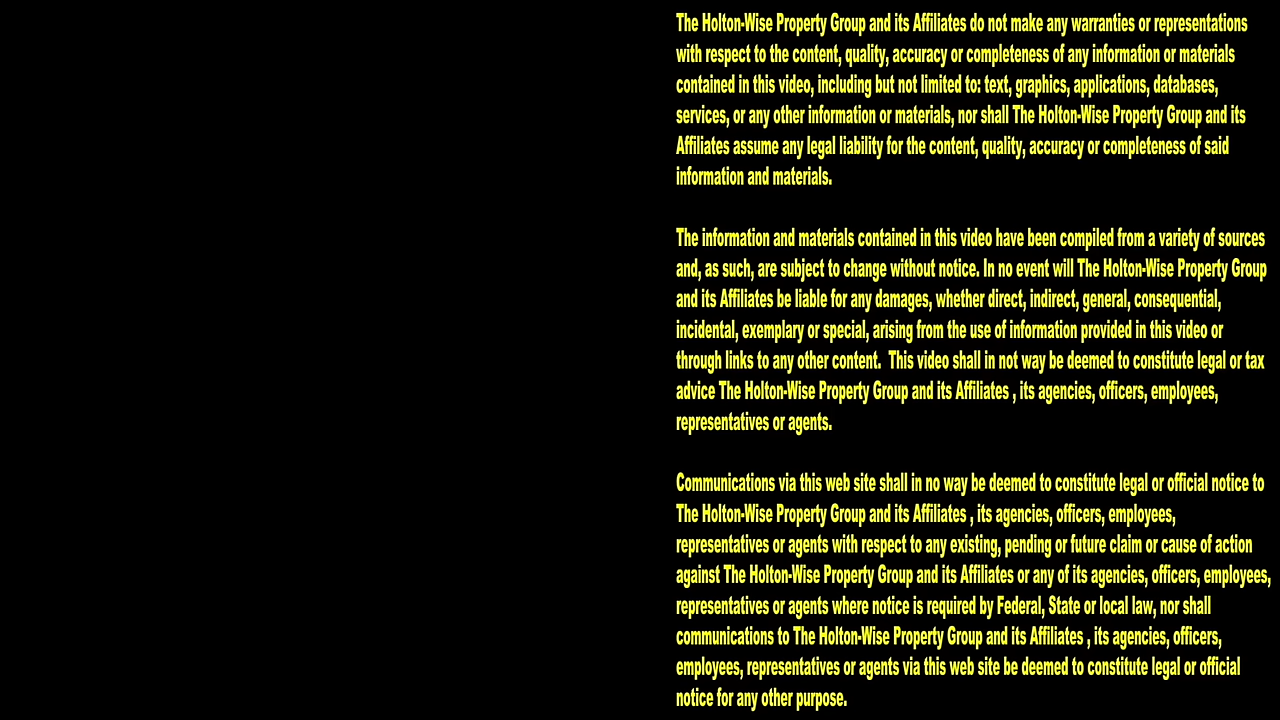 The Holton-Wise Property Group and its Affiliates do not make any warranties or representations
with respect to the content, quality, accuracy or completeness of any information or materials
contained in this video, including but not limited to: text, graphics, applications, databases,
services, or any other information or materials, nor shall The Holton-Wise Property Group and its
Affiliates assume any legal liability for the content, quality, accuracy or completeness of said
information and materials.

The information and materials contained in this video have been compiled from a variety of sources
and, as such, are subject to change without notice. In no event will The Holton-Wise Property Group
and its Affiliates be liable for any damages, whether direct, indirect, general, consequential,
incidental, exemplary or special, arising from the use of information provided in this video or
through links to any other content.  This video shall in not way be deemed to constitute legal or tax
advice The Holton-Wise Property Group and its Affiliates , its agencies, officers, employees,
representatives or agents.

Communications via this web site shall in no way be deemed to constitute legal or official notice to
The Holton-Wise Property Group and its Affiliates , its agencies, officers, employees,
representatives or agents with respect to any existing, pending or future claim or cause of action
against The Holton-Wise Property Group and its Affiliates or any of its agencies, officers, employees,
representatives or agents where notice is required by Federal, State or local law, nor shall
communications to The Holton-Wise Property Group and its Affiliates , its agencies, officers,
employees, representatives or agents via this web site be deemed to constitute legal or official
notice for any other purpose.